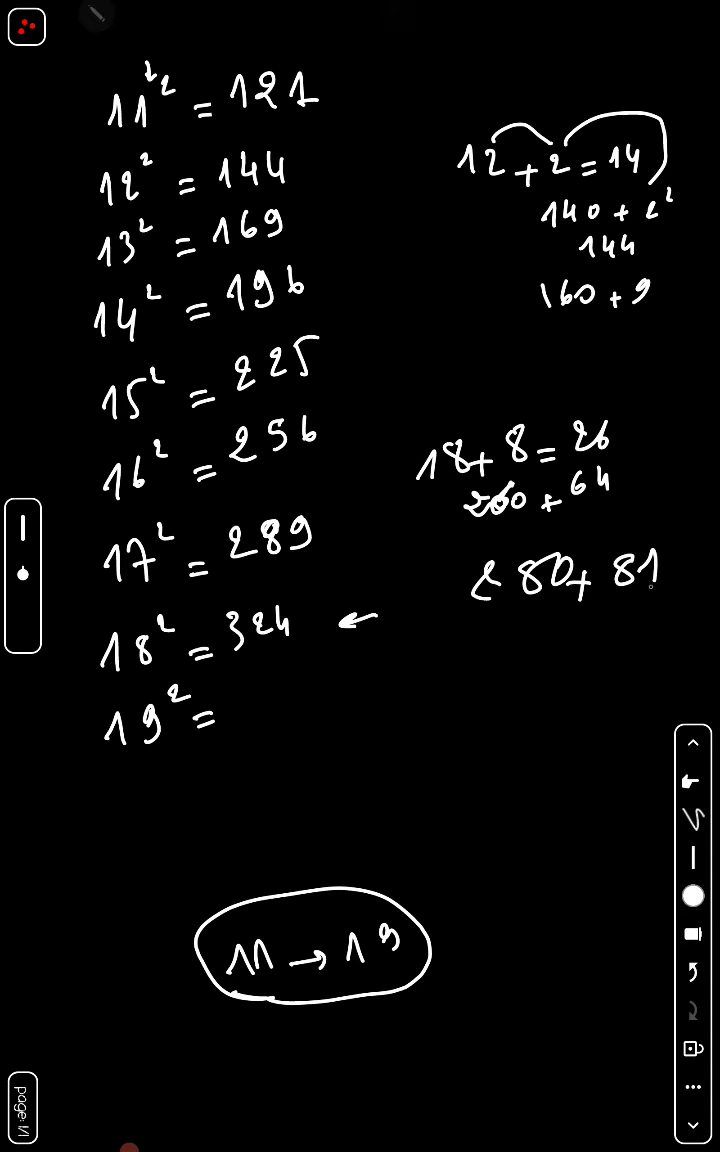 11² = 121
12² = 144
13² = 169
14² = 196
15² = 225
16² = 256
17² = 289
18² = 324 ←
19² =
12 + 2 = 14
140 + 2²
144
160 + 9
18 + 8 = 26
260 + 64
280 + 81
11 → 19
page: 1/1